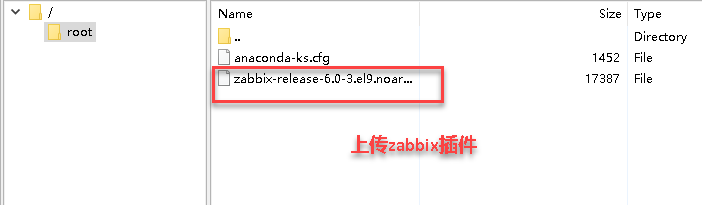 /
root
Name Size Type
.. Directory
anaconda-ks.cfg 1452 File
zabbix-release-6.0-3.el9.noar... 17387 File
上传zabbix插件